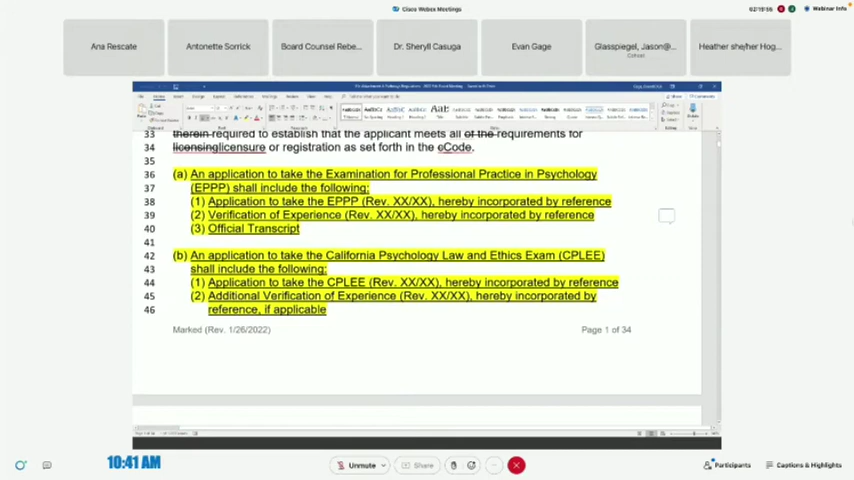 Cisco Webex Meetings
02:19:56
Webinar Info
Ana Rescate
Antonette Sorrick
Board Counsel Rebe...
Dr. Sheryll Casuga
Evan Gage
Glasspiegel, Jason@...
Heather she/her Hog...
33 therein required to establish that the applicant meets all of the requirements for
34 licensinglicensure or registration as set forth in the cCode.
35
36 (a) An application to take the Examination for Professional Practice in Psychology
37 (EPPP) shall include the following:
38 (1) Application to take the EPPP (Rev. XX/XX), hereby incorporated by reference
39 (2) Verification of Experience (Rev. XX/XX), hereby incorporated by reference
40 (3) Official Transcript
41
42 (b) An application to take the California Psychology Law and Ethics Exam (CPLEE)
43 shall include the following:
44 (1) Application to take the CPLEE (Rev. XX/XX), hereby incorporated by reference
45 (2) Additional Verification of Experience (Rev. XX/XX), hereby incorporated by
46 reference, if applicable
Marked (Rev. 1/26/2022) Page 1 of 34
10:41 AM
Unmute
Share
Participants
Captions & Highlights